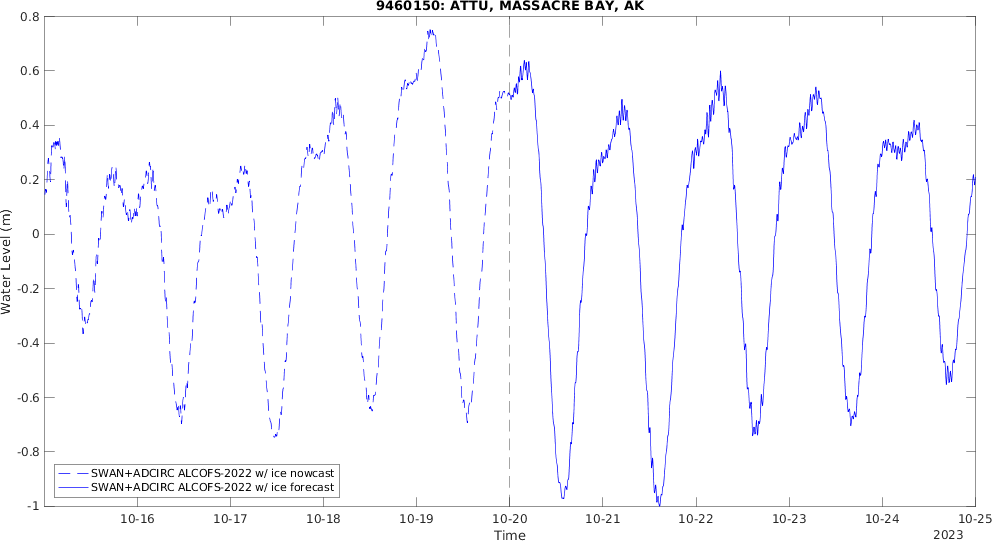 9460150: ATTU, MASSACRE BAY, AK
0.8
0.6
0.4
0.2
0
-0.2
-0.4
-0.6
-0.8
-1
Water Level (m)
SWAN+ADCIRC ALCOFS-2022 w/ ice nowcast
SWAN+ADCIRC ALCOFS-2022 w/ ice forecast
10-16 10-17 10-18 10-19 10-20 10-21 10-22 10-23 10-24 10-25
Time
2023